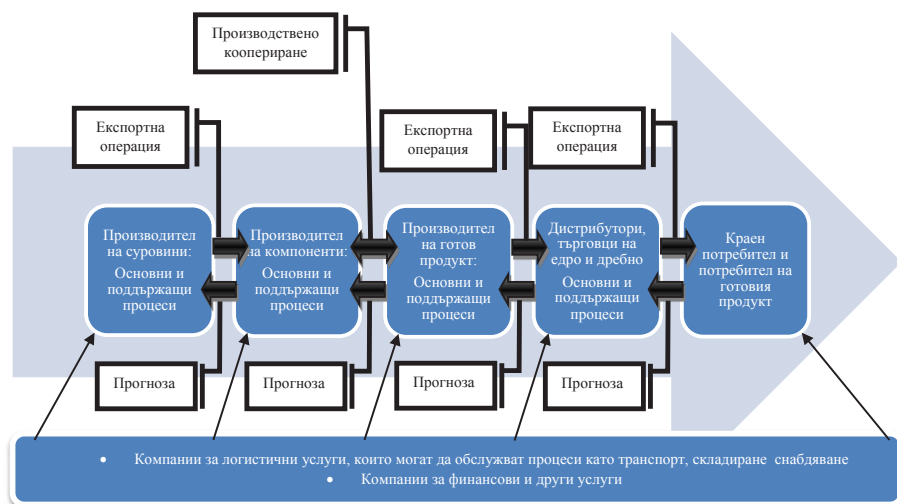 Производствено
коопериране
Експортна
операция
Експортна
операция
Експортна
операция
Производител
на суровини:
Основни и
поддържащи
процеси
Производител
на компоненти:
Основни и
поддържащи
процеси
Производител
на готов
продукт:
Основни и
поддържащи
процеси
Дистрибутори,
търговци на
едро и дребно
Основни и
поддържащи
процеси
Краен
потребител и
потребител на
готовия
продукт
Прогноза
Прогноза
Прогноза
Прогноза
• Компании за логистични услуги, които могат да обслужват процеси като транспорт, складиране снабдяване
• Компании за финансови и други услуги